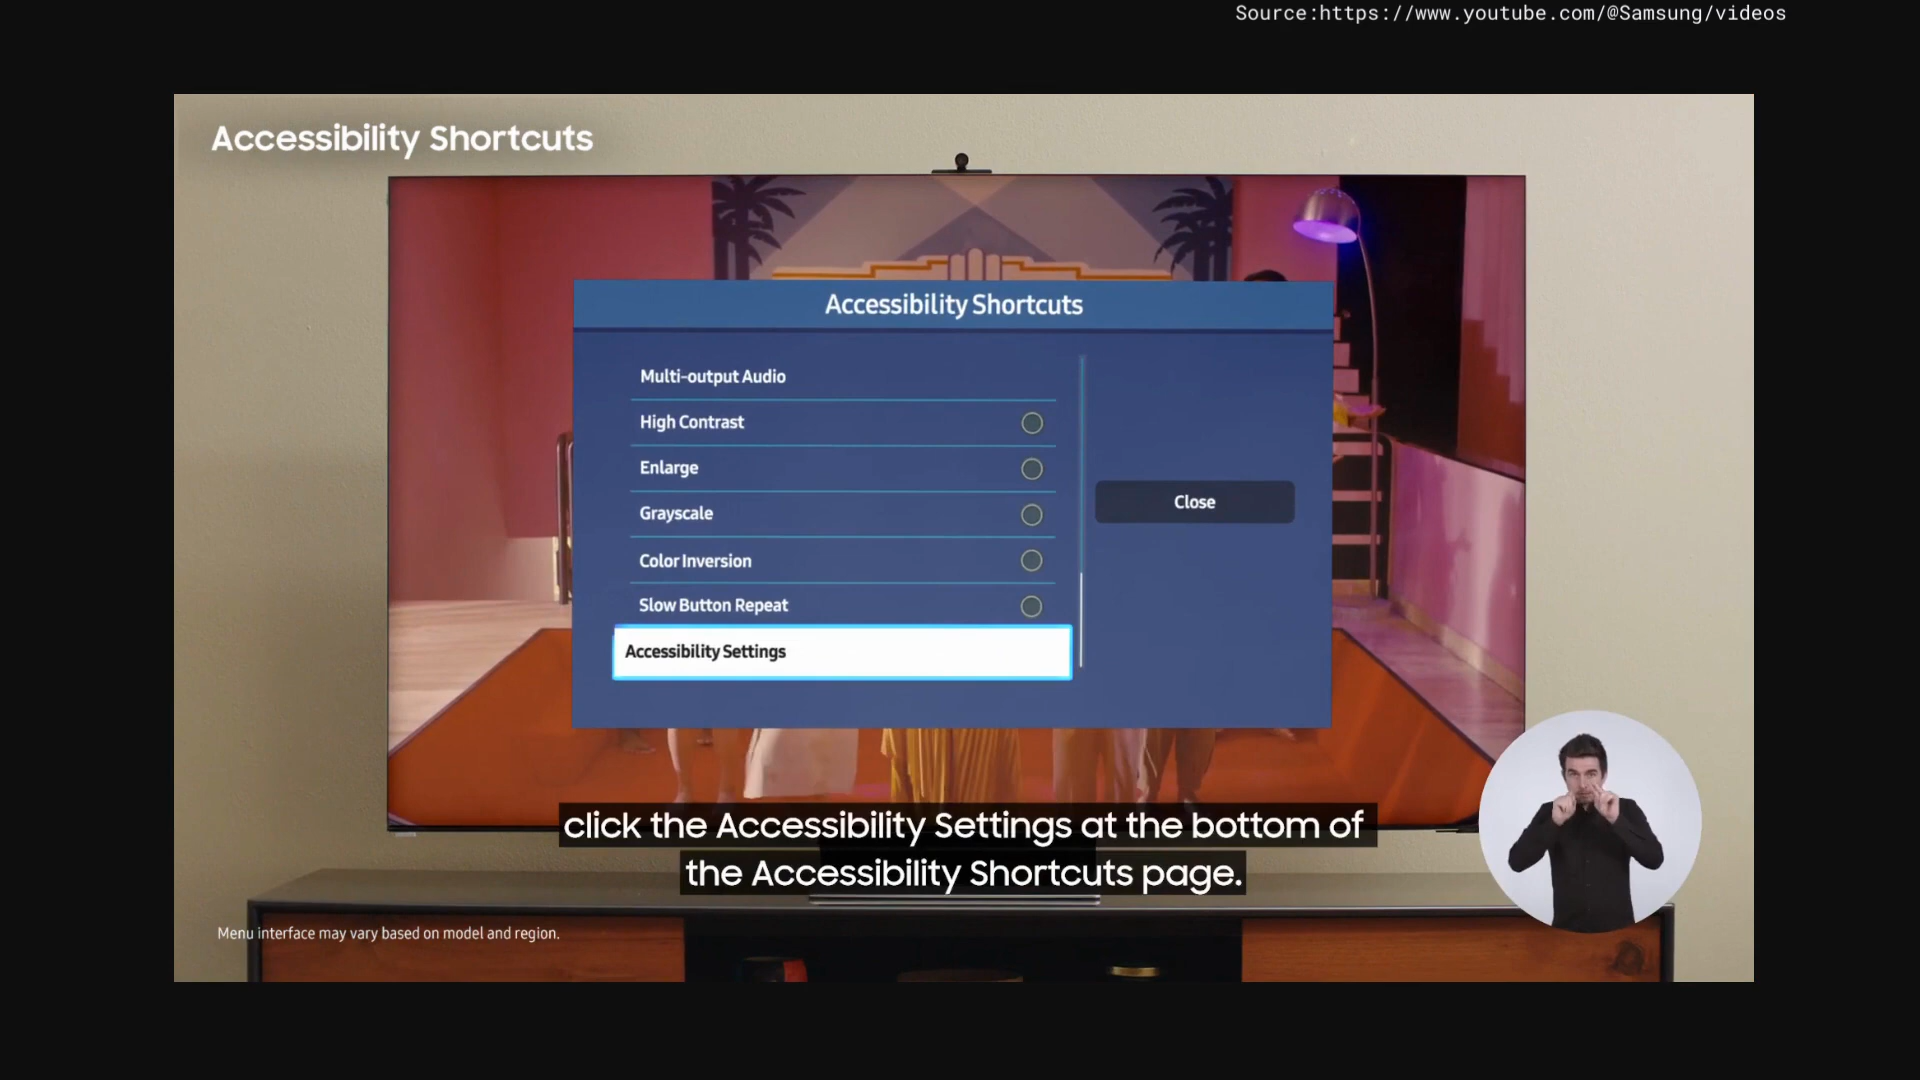 Source:https://www.youtube.com/@Samsung/videos
Accessibility Shortcuts
Accessibility Shortcuts
Multi-output Audio
High Contrast
Enlarge
Grayscale
Color Inversion
Slow Button Repeat
Accessibility Settings
Close
click the Accessibility Settings at the bottom of
the Accessibility Shortcuts page.
Menu interface may vary based on model and region.